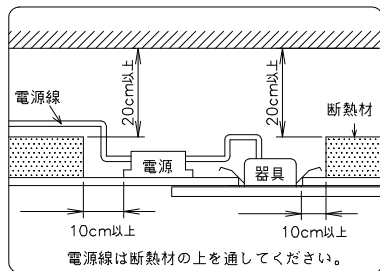 電源線
20cm以上
20cm以上
断熱材
電源
器具
10cm以上
10cm以上
電源線は断熱材の上を通してください。